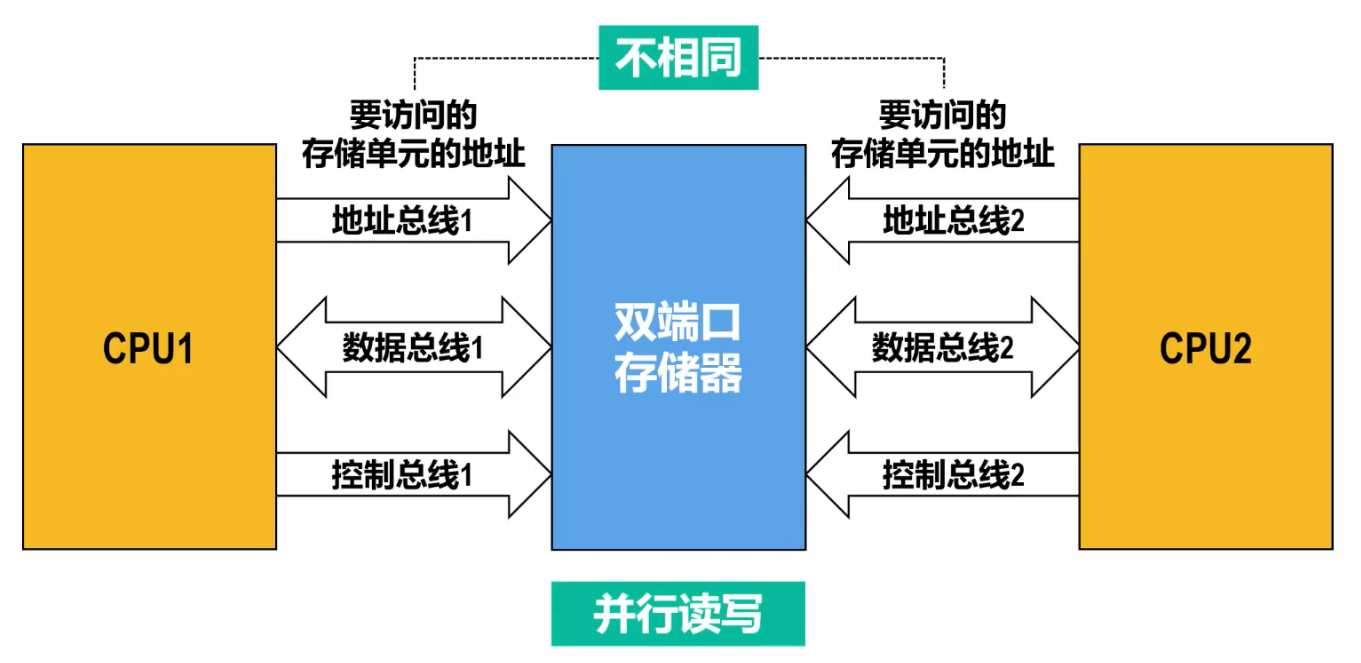 不相同
要访问的
存储单元的地址
要访问的
存储单元的地址
地址总线1
地址总线2
CPU1
数据总线1
双端口
存储器
数据总线2
CPU2
控制总线1
控制总线2
并行读写